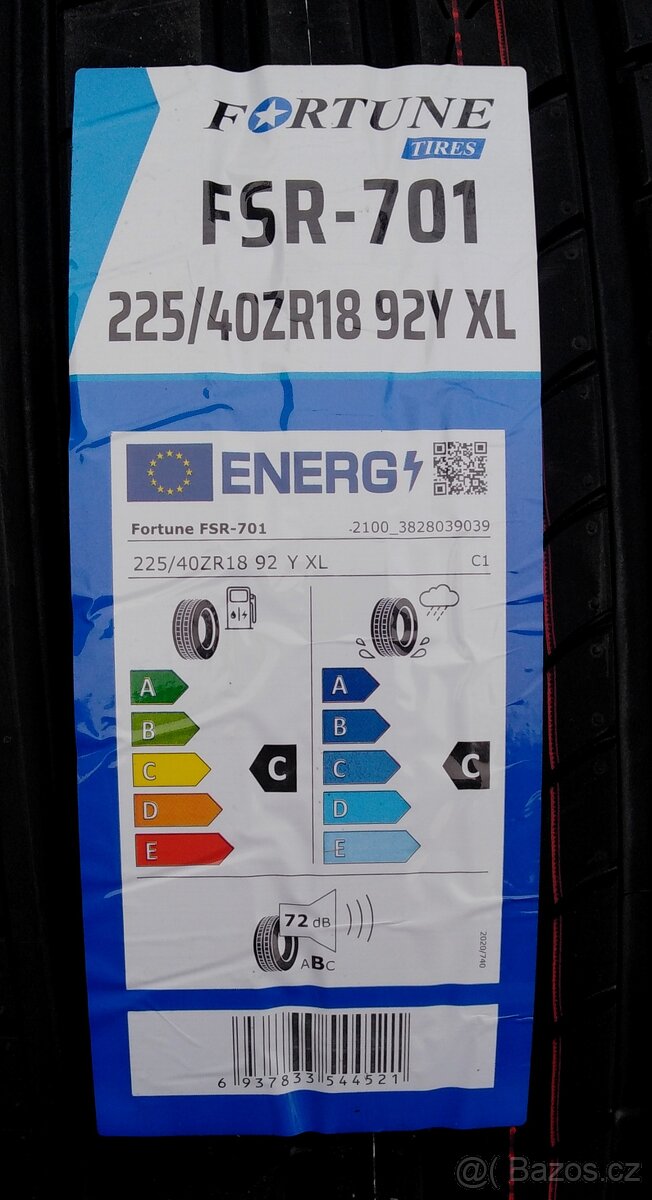 FORTUNE
TIRES
FSR-701
225/40ZR18 92Y XL
ENERG
Fortune FSR-701
-2100_3828039039
225/40ZR18 92 Y XL
C1
A
B
C
D
E
C
A
B
C
D
E
C
72 dB
ABC
2020/740
6 937833 544521
@( Bazos.cz